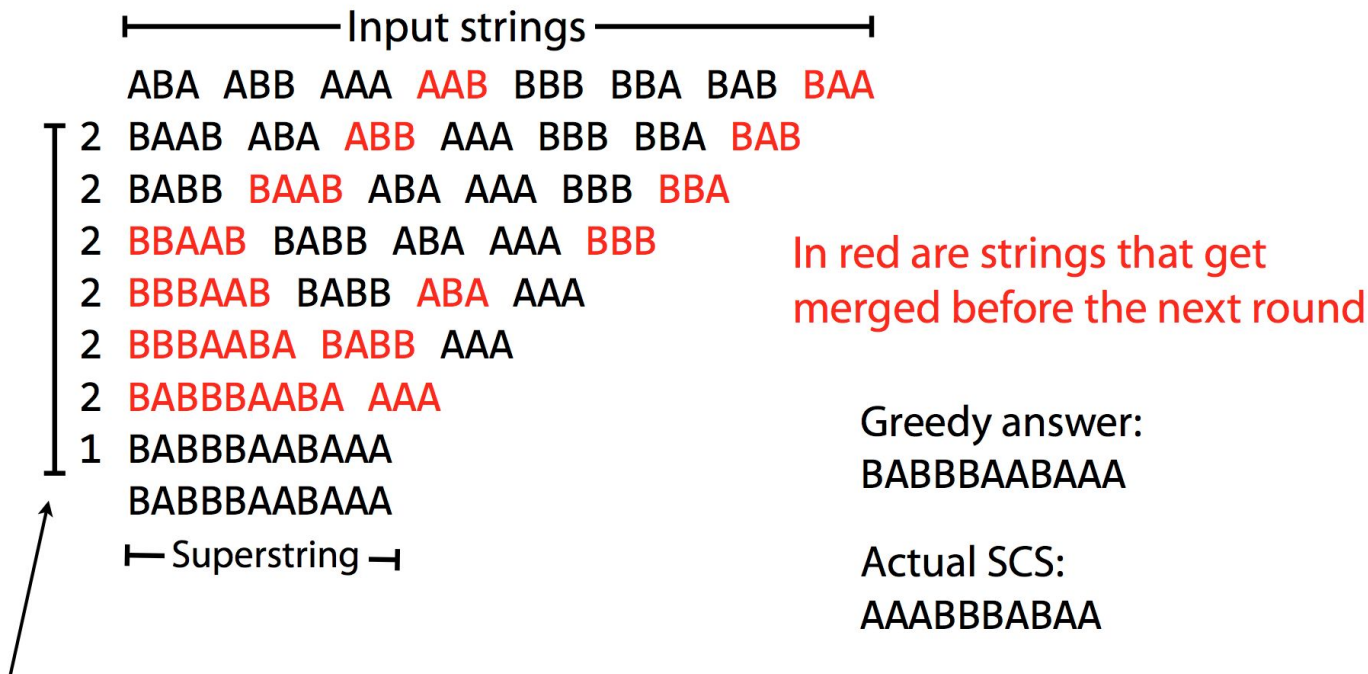 Input strings
ABA ABB AAA AAB BBB BBA BAB BAA
2 BAAB ABA ABB AAA BBB BBA BAB
2 BABB BAAB ABA AAA BBB BBA
2 BBAAB BABB ABA AAA BBB
2 BBBAAB BABB ABA AAA
2 BBBAABA BABB AAA
2 BABBBAABA AAA
1 BABBBAABAAA
BABBBAABAAA
Superstring
In red are strings that get
merged before the next round
Greedy answer:
BABBBAABAAA
Actual SCS:
AAABBBABAA